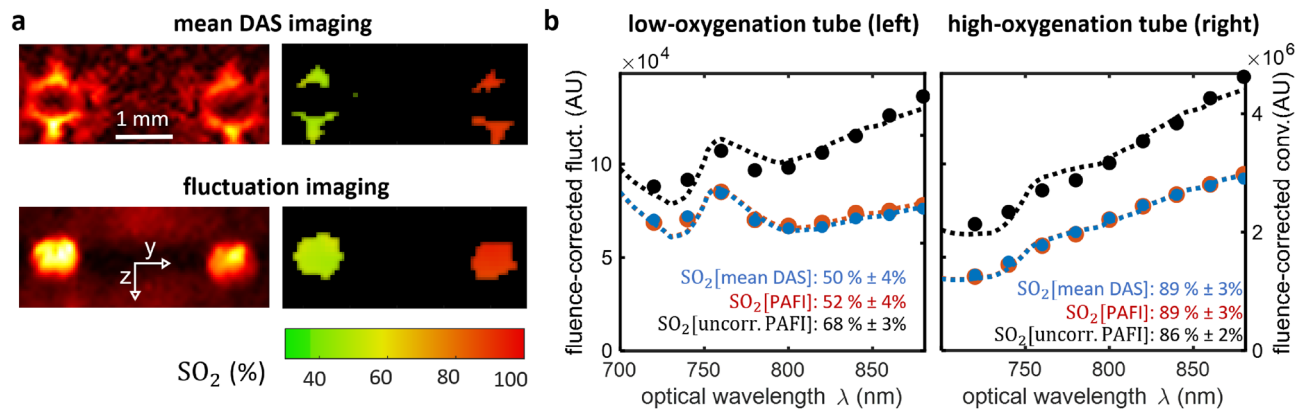 a
mean DAS imaging
1 mm
fluctuation imaging
y
z
SO₂ (%)
40 60 80 100
b
low-oxygenation tube (left)
high-oxygenation tube (right)
×10⁴
×10⁶
fluence-corrected fluct. (AU)
10
5
0
SO₂[mean DAS]: 50 % ± 4%
SO₂[PAFI]: 52 % ± 4%
SO₂[uncorr. PAFI]: 68 % ± 3%
700 750 800 850
optical wavelength λ (nm)
SO₂[mean DAS]: 89 % ± 3%
SO₂[PAFI]: 89 % ± 3%
SO₂[uncorr. PAFI]: 86 % ± 2%
750 800 850
optical wavelength λ (nm)
4
2
0
fluence-corrected conv.(AU)